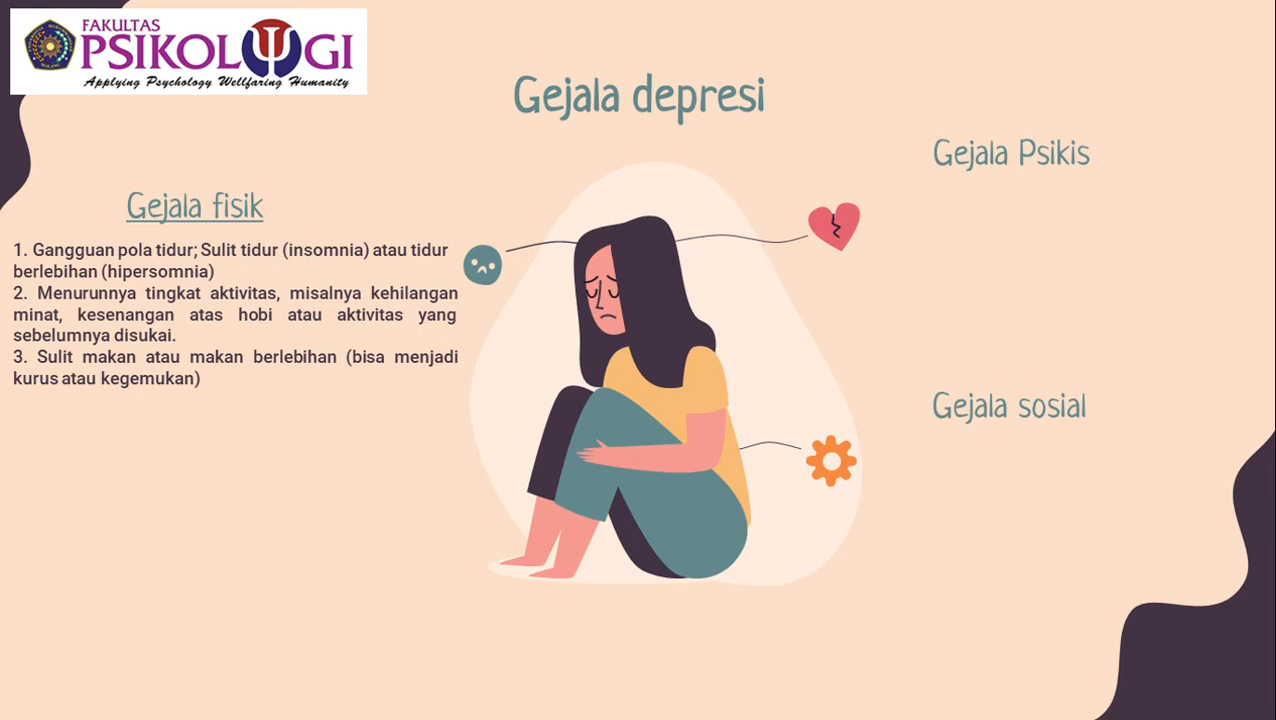 FAKULTAS
PSIKOLOGI
Applying Psychology Wellfaring Humanity
Gejala depresi
Gejala Psikis
Gejala fisik
1. Gangguan pola tidur; Sulit tidur (insomnia) atau tidur
berlebihan (hipersomnia)
2. Menurunnya tingkat aktivitas, misalnya kehilangan
minat, kesenangan atas hobi atau aktivitas yang
sebelumnya disukai.
3. Sulit makan atau makan berlebihan (bisa menjadi
kurus atau kegemukan)
Gejala sosial